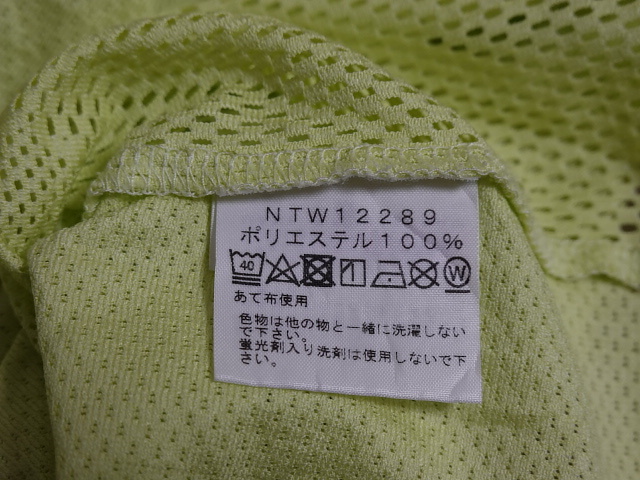 NTW12289
ポリエステル100%
40 W
あて布使用
色物は他の物と一緒に洗濯しない
で下さい。
蛍光剤入り洗剤は使用しないで下
さい。